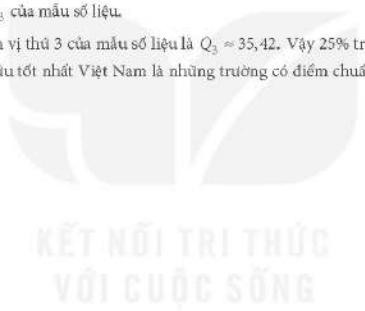 ₃ của mẫu số liệu.
vị thứ 3 của mẫu số liệu là Q₃ ≈ 35,42. Vậy 25% tr
tốt nhất Việt Nam là những trường có điểm chuẩ
KẾT NỐI TRI THỨC
VỚI CUỘC SỐNG